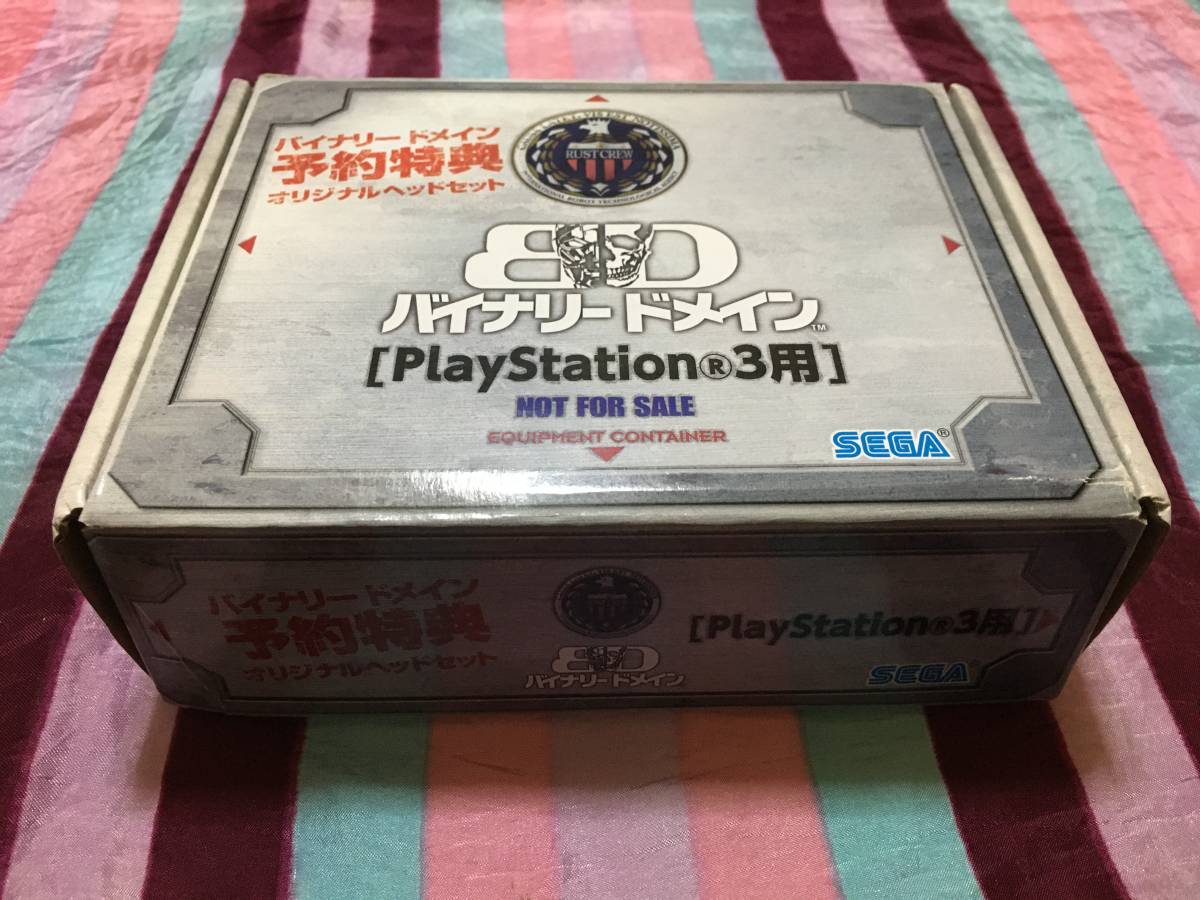 バイナリー ドメイン
予約特典
オリジナルヘッドセット
RUST CREW
BD
バイナリー ドメイン™
[PlayStation®3用]
NOT FOR SALE
EQUIPMENT CONTAINER
SEGA®
バイナリー ドメイン
予約特典
オリジナルヘッドセット
BD
バイナリー ドメイン
[PlayStation®3用]
SEGA